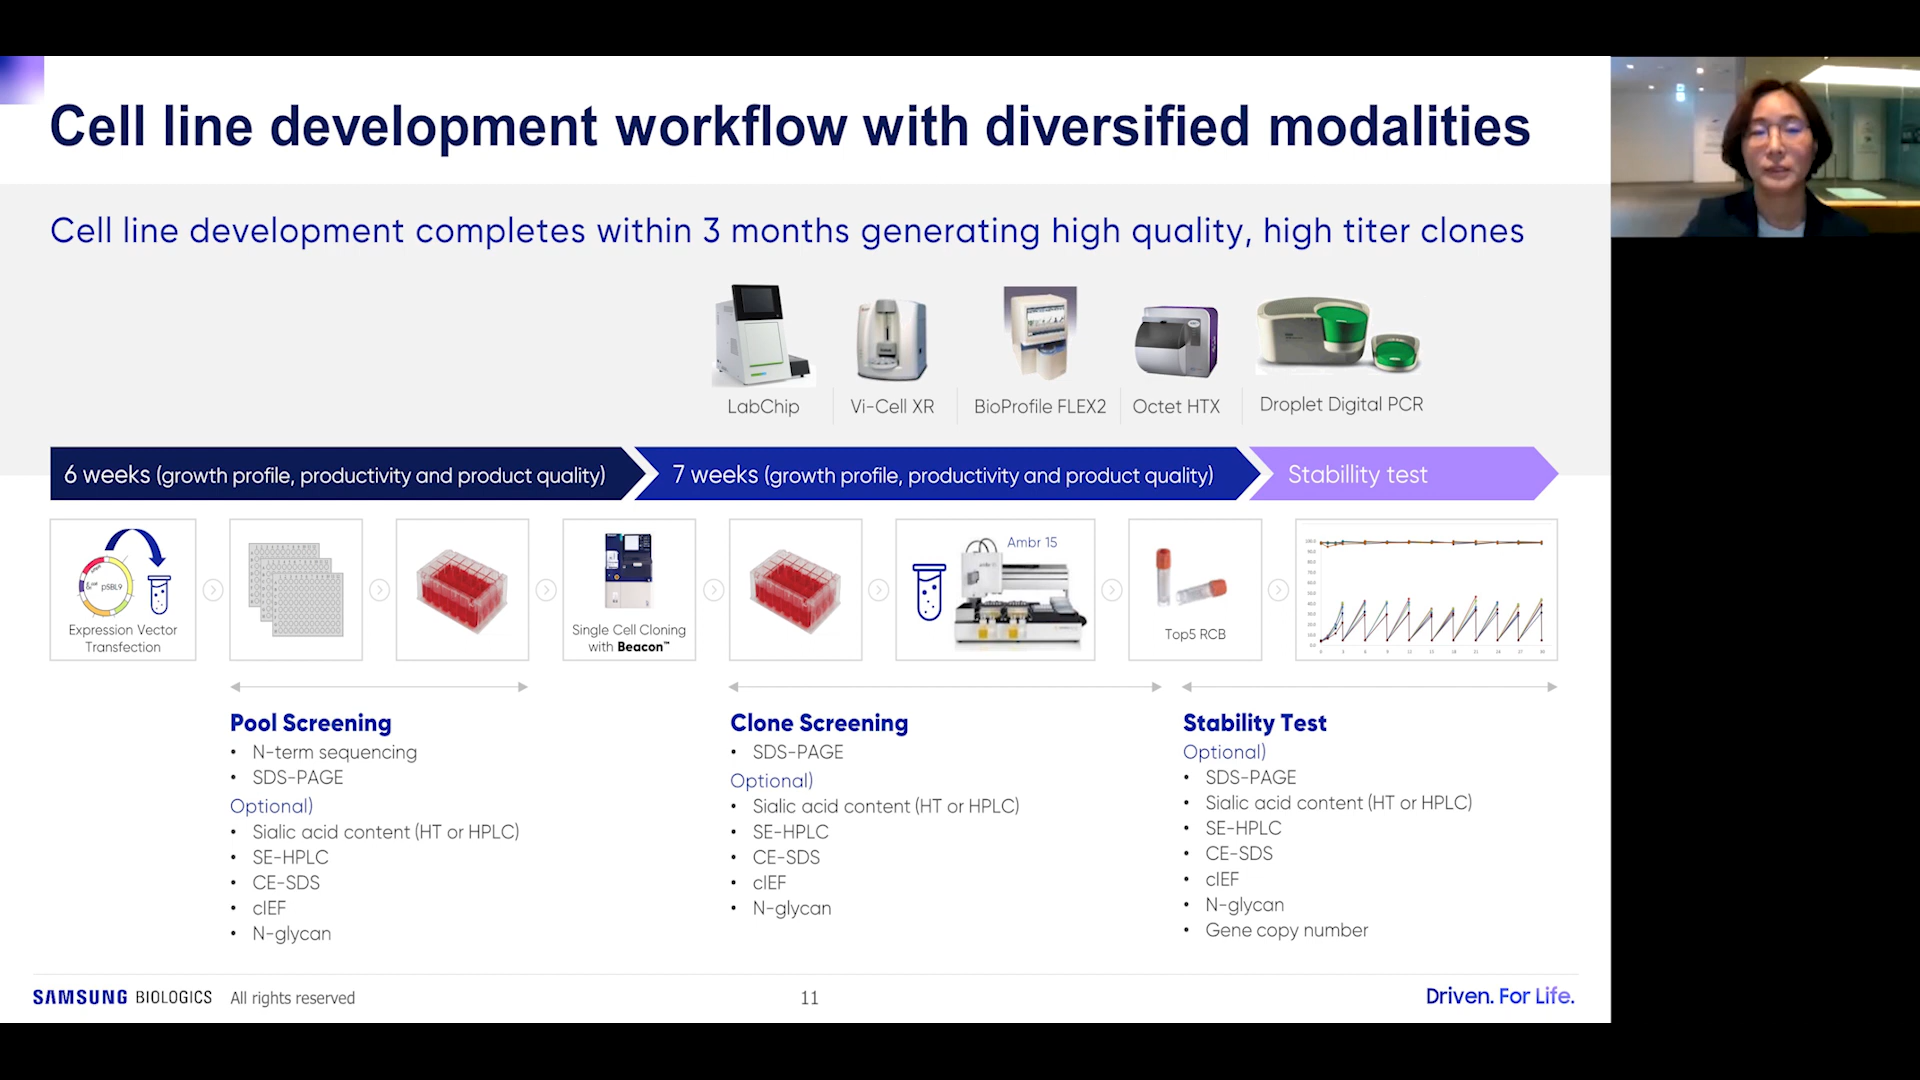 Cell line development workflow with diversified modalities
Cell line development completes within 3 months generating high quality, high titer clones
LabChip
Vi-Cell XR
BioProfile FLEX2
Octet HTX
Droplet Digital PCR
6 weeks (growth profile, productivity and product quality)
7 weeks (growth profile, productivity and product quality)
Stabillity test
pSBL9
Expression Vector
Transfection
Single Cell Cloning
with Beacon™
Ambr 15
Top5 RCB
Pool Screening
• N-term sequencing
• SDS-PAGE
Optional)
• Sialic acid content (HT or HPLC)
• SE-HPLC
• CE-SDS
• cIEF
• N-glycan
Clone Screening
• SDS-PAGE
Optional)
• Sialic acid content (HT or HPLC)
• SE-HPLC
• CE-SDS
• cIEF
• N-glycan
Stability Test
Optional)
• SDS-PAGE
• Sialic acid content (HT or HPLC)
• SE-HPLC
• CE-SDS
• cIEF
• N-glycan
• Gene copy number
SAMSUNG BIOLOGICS All rights reserved
11
Driven. For Life.